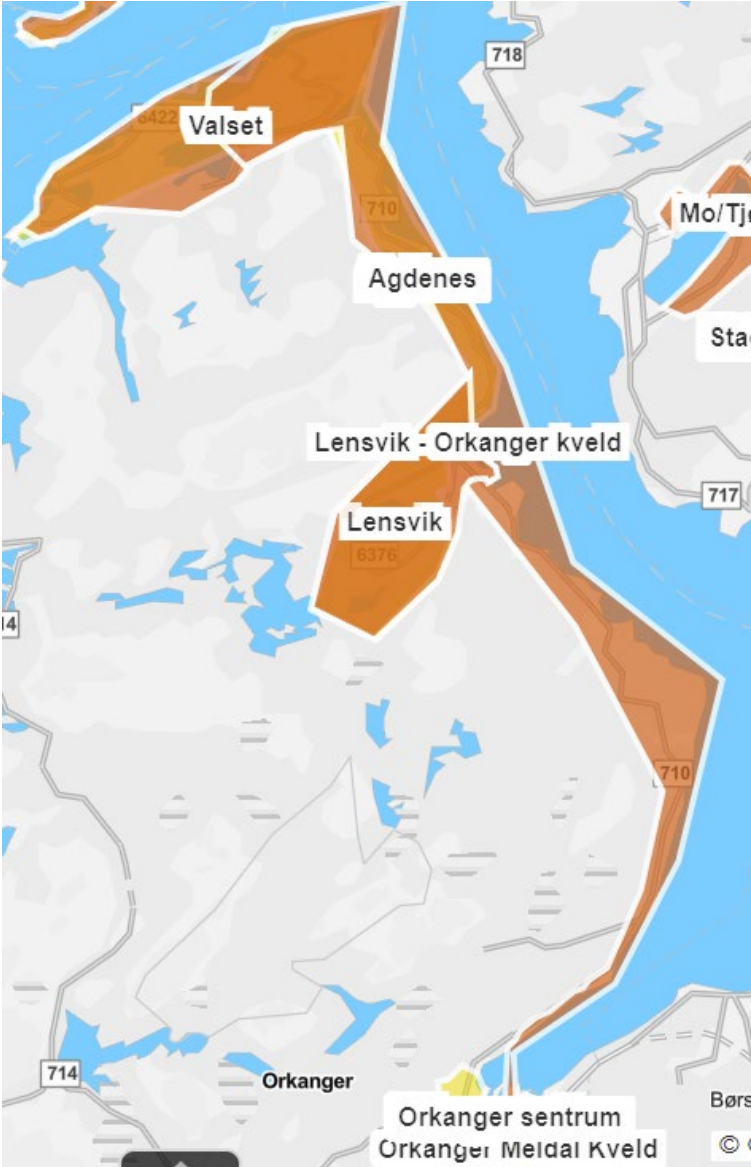 718
6422
Valset
710
Mo/Tjø
Agdenes
Stad
Lensvik - Orkanger kveld
717
Lensvik
6376
14
710
714
Orkanger
Børs
Orkanger sentrum
Orkanger Meldal Kveld
©